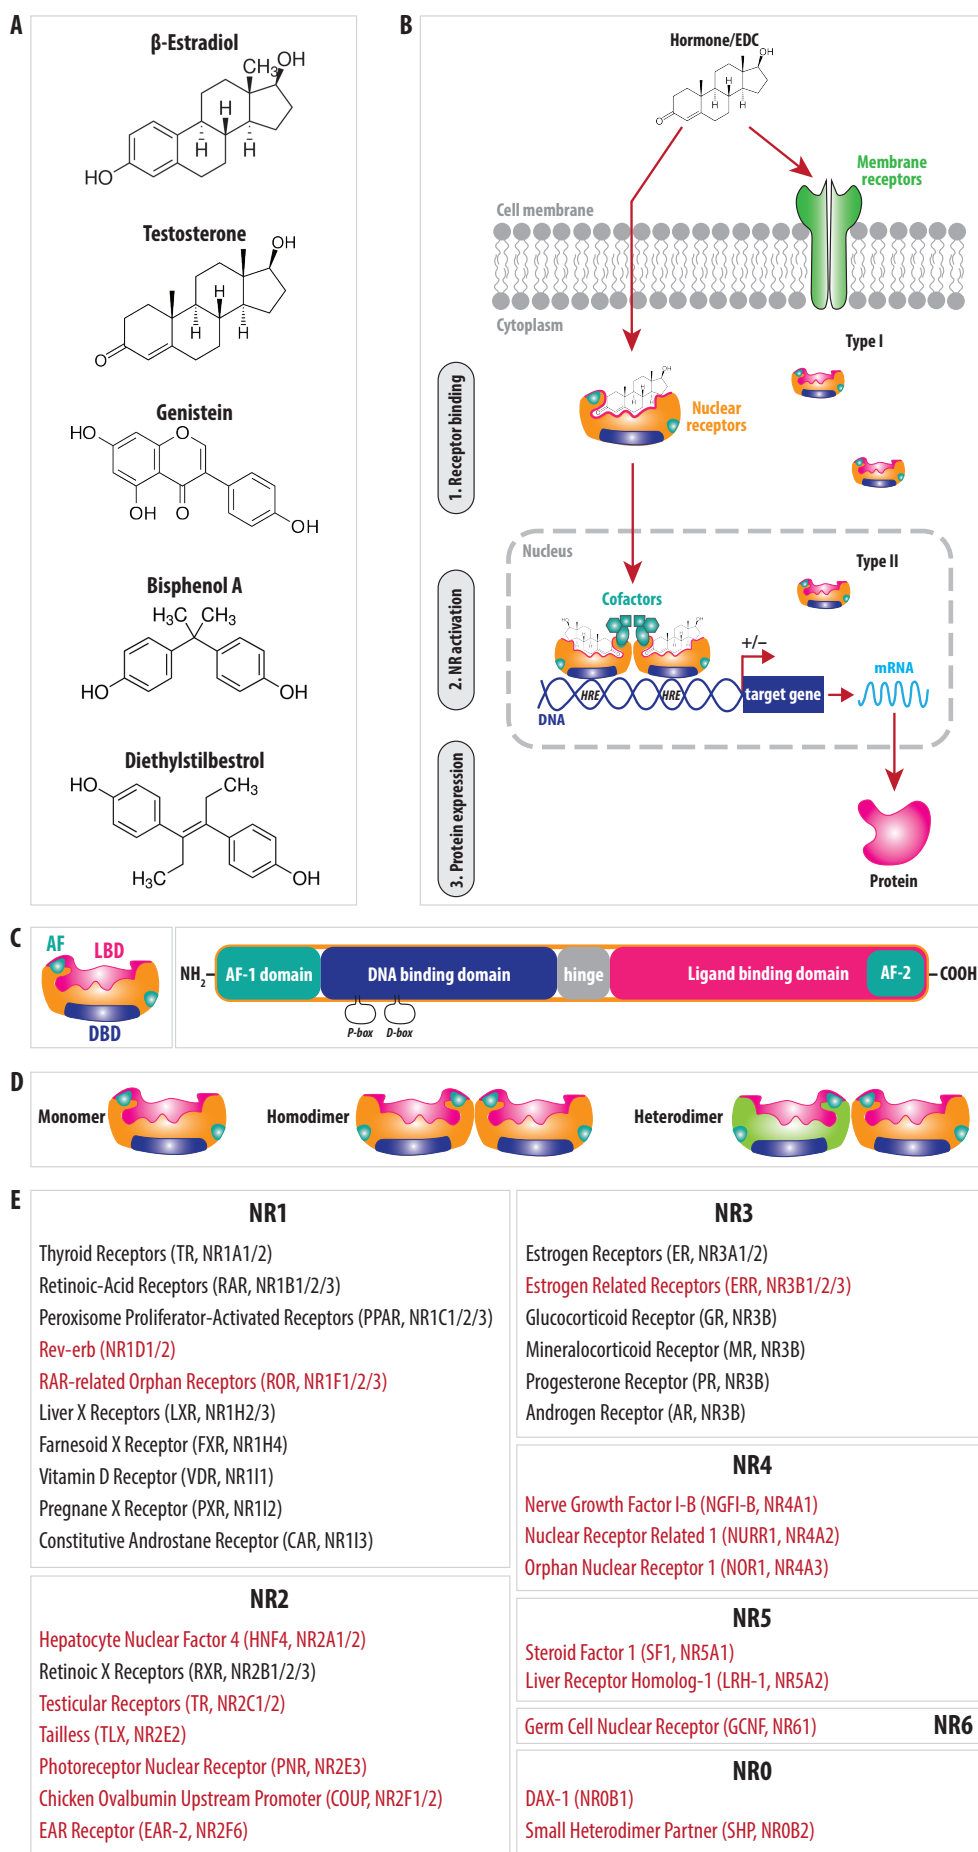 A
β-Estradiol
CH₃
OH
H
H
H
HO
Testosterone
OH
H
H
H
O
Genistein
HO
O
OH
O
OH
Bisphenol A
H₃C
CH₃
HO
OH
Diethylstilbestrol
HO
CH₃
H₃C
OH
B
Hormone/EDC
OH
H
H
H
O
Membrane
receptors
Cell membrane
Cytoplasm
Type I
1. Receptor binding
OH
H
H
H
O
Nuclear
receptors
Nucleus
Type II
2. NR activation
Cofactors
+/–
mRNA
HRE
HRE
target gene
DNA
3. Protein expression
Protein
C
AF
LBD
DBD
NH₂
AF-1 domain
DNA binding domain
hinge
Ligand binding domain
AF-2
COOH
P-box
D-box
D
Monomer
Homodimer
Heterodimer
E
NR1
Thyroid Receptors (TR, NR1A1/2)
Retinoic-Acid Receptors (RAR, NR1B1/2/3)
Peroxisome Proliferator-Activated Receptors (PPAR, NR1C1/2/3)
Rev-erb (NR1D1/2)
RAR-related Orphan Receptors (ROR, NR1F1/2/3)
Liver X Receptors (LXR, NR1H2/3)
Farnesoid X Receptor (FXR, NR1H4)
Vitamin D Receptor (VDR, NR1I1)
Pregnane X Receptor (PXR, NR1I2)
Constitutive Androstane Receptor (CAR, NR1I3)
NR2
Hepatocyte Nuclear Factor 4 (HNF4, NR2A1/2)
Retinoic X Receptors (RXR, NR2B1/2/3)
Testicular Receptors (TR, NR2C1/2)
Tailless (TLX, NR2E2)
Photoreceptor Nuclear Receptor (PNR, NR2E3)
Chicken Ovalbumin Upstream Promoter (COUP, NR2F1/2)
EAR Receptor (EAR-2, NR2F6)
NR3
Estrogen Receptors (ER, NR3A1/2)
Estrogen Related Receptors (ERR, NR3B1/2/3)
Glucocorticoid Receptor (GR, NR3B)
Mineralocorticoid Receptor (MR, NR3B)
Progesterone Receptor (PR, NR3B)
Androgen Receptor (AR, NR3B)
NR4
Nerve Growth Factor I-B (NGFI-B, NR4A1)
Nuclear Receptor Related 1 (NURR1, NR4A2)
Orphan Nuclear Receptor 1 (NOR1, NR4A3)
NR5
Steroid Factor 1 (SF1, NR5A1)
Liver Receptor Homolog-1 (LRH-1, NR5A2)
Germ Cell Nuclear Receptor (GCNF, NR61)
NR6
NR0
DAX-1 (NR0B1)
Small Heterodimer Partner (SHP, NR0B2)